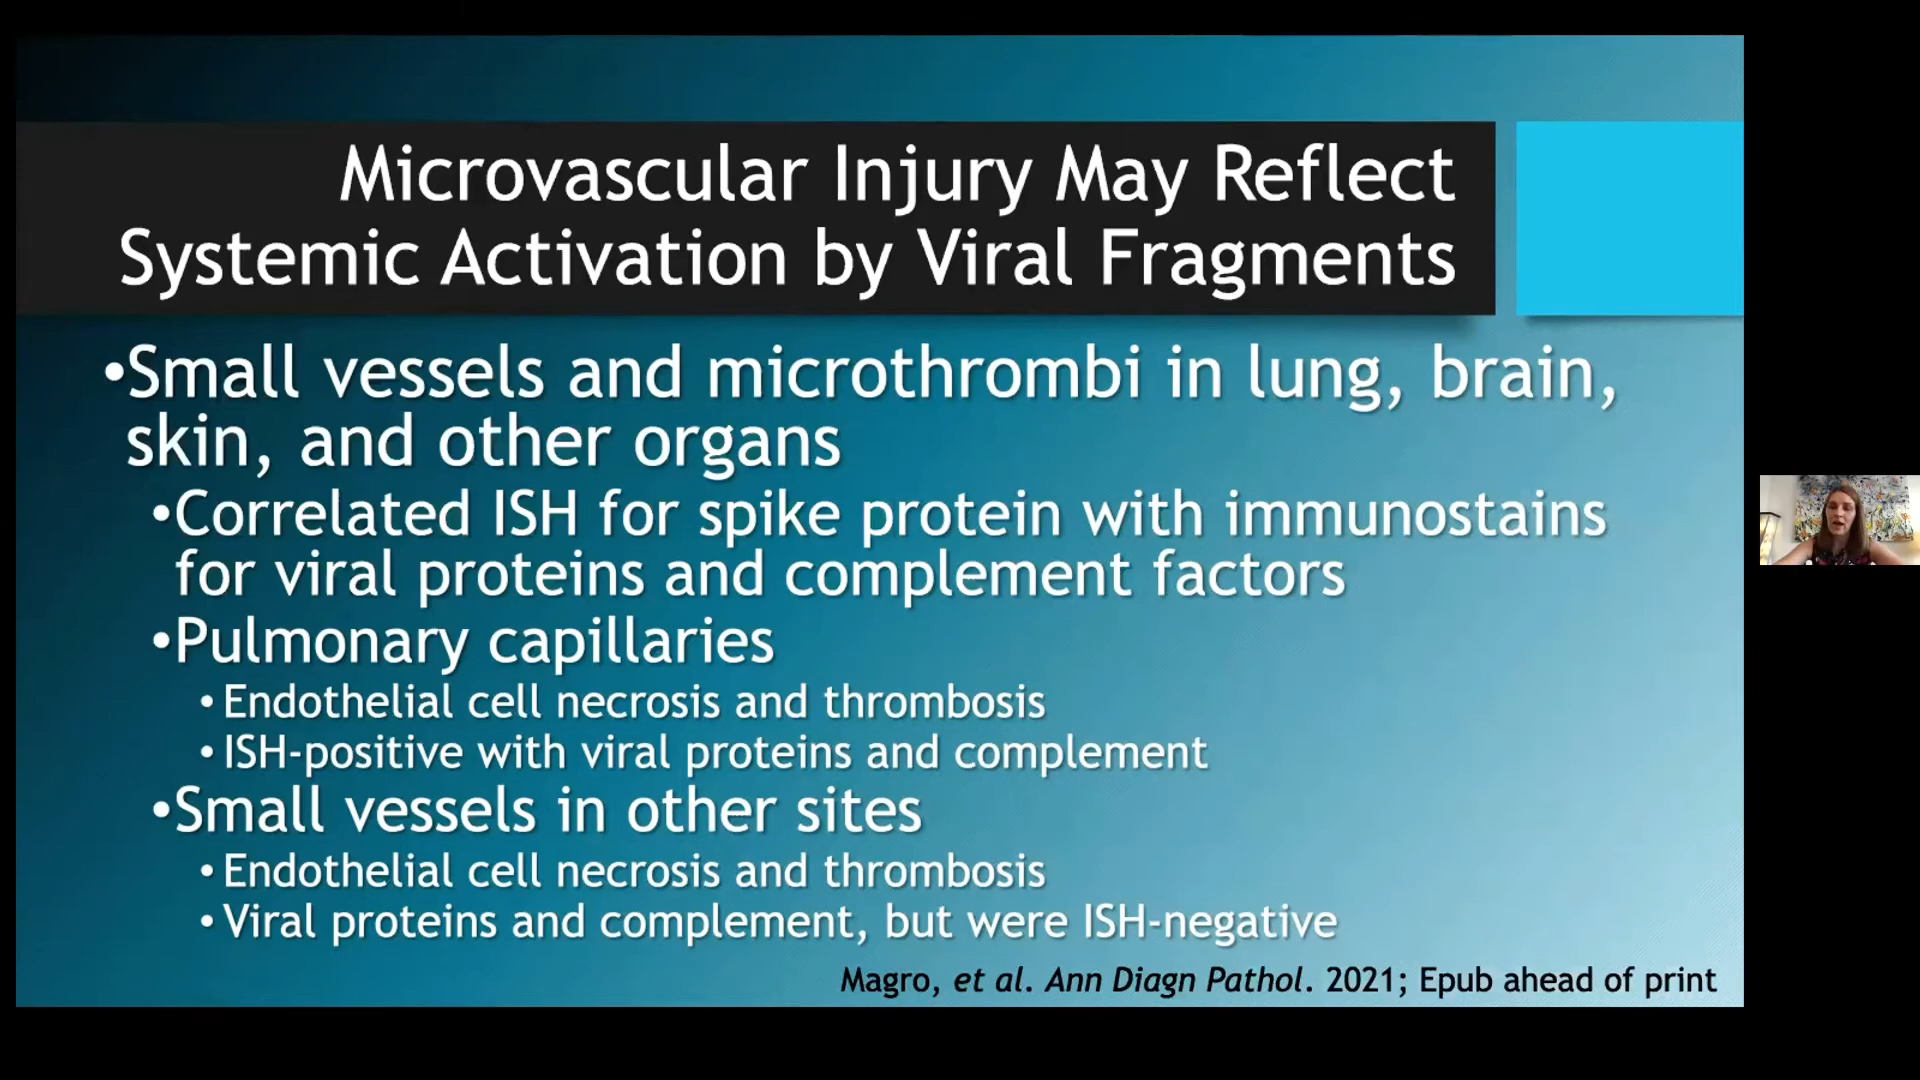 Microvascular Injury May Reflect
Systemic Activation by Viral Fragments
•Small vessels and microthrombi in lung, brain,
skin, and other organs
•Correlated ISH for spike protein with immunostains
for viral proteins and complement factors
•Pulmonary capillaries
•Endothelial cell necrosis and thrombosis
•ISH-positive with viral proteins and complement
•Small vessels in other sites
•Endothelial cell necrosis and thrombosis
•Viral proteins and complement, but were ISH-negative
Magro, et al. Ann Diagn Pathol. 2021; Epub ahead of print